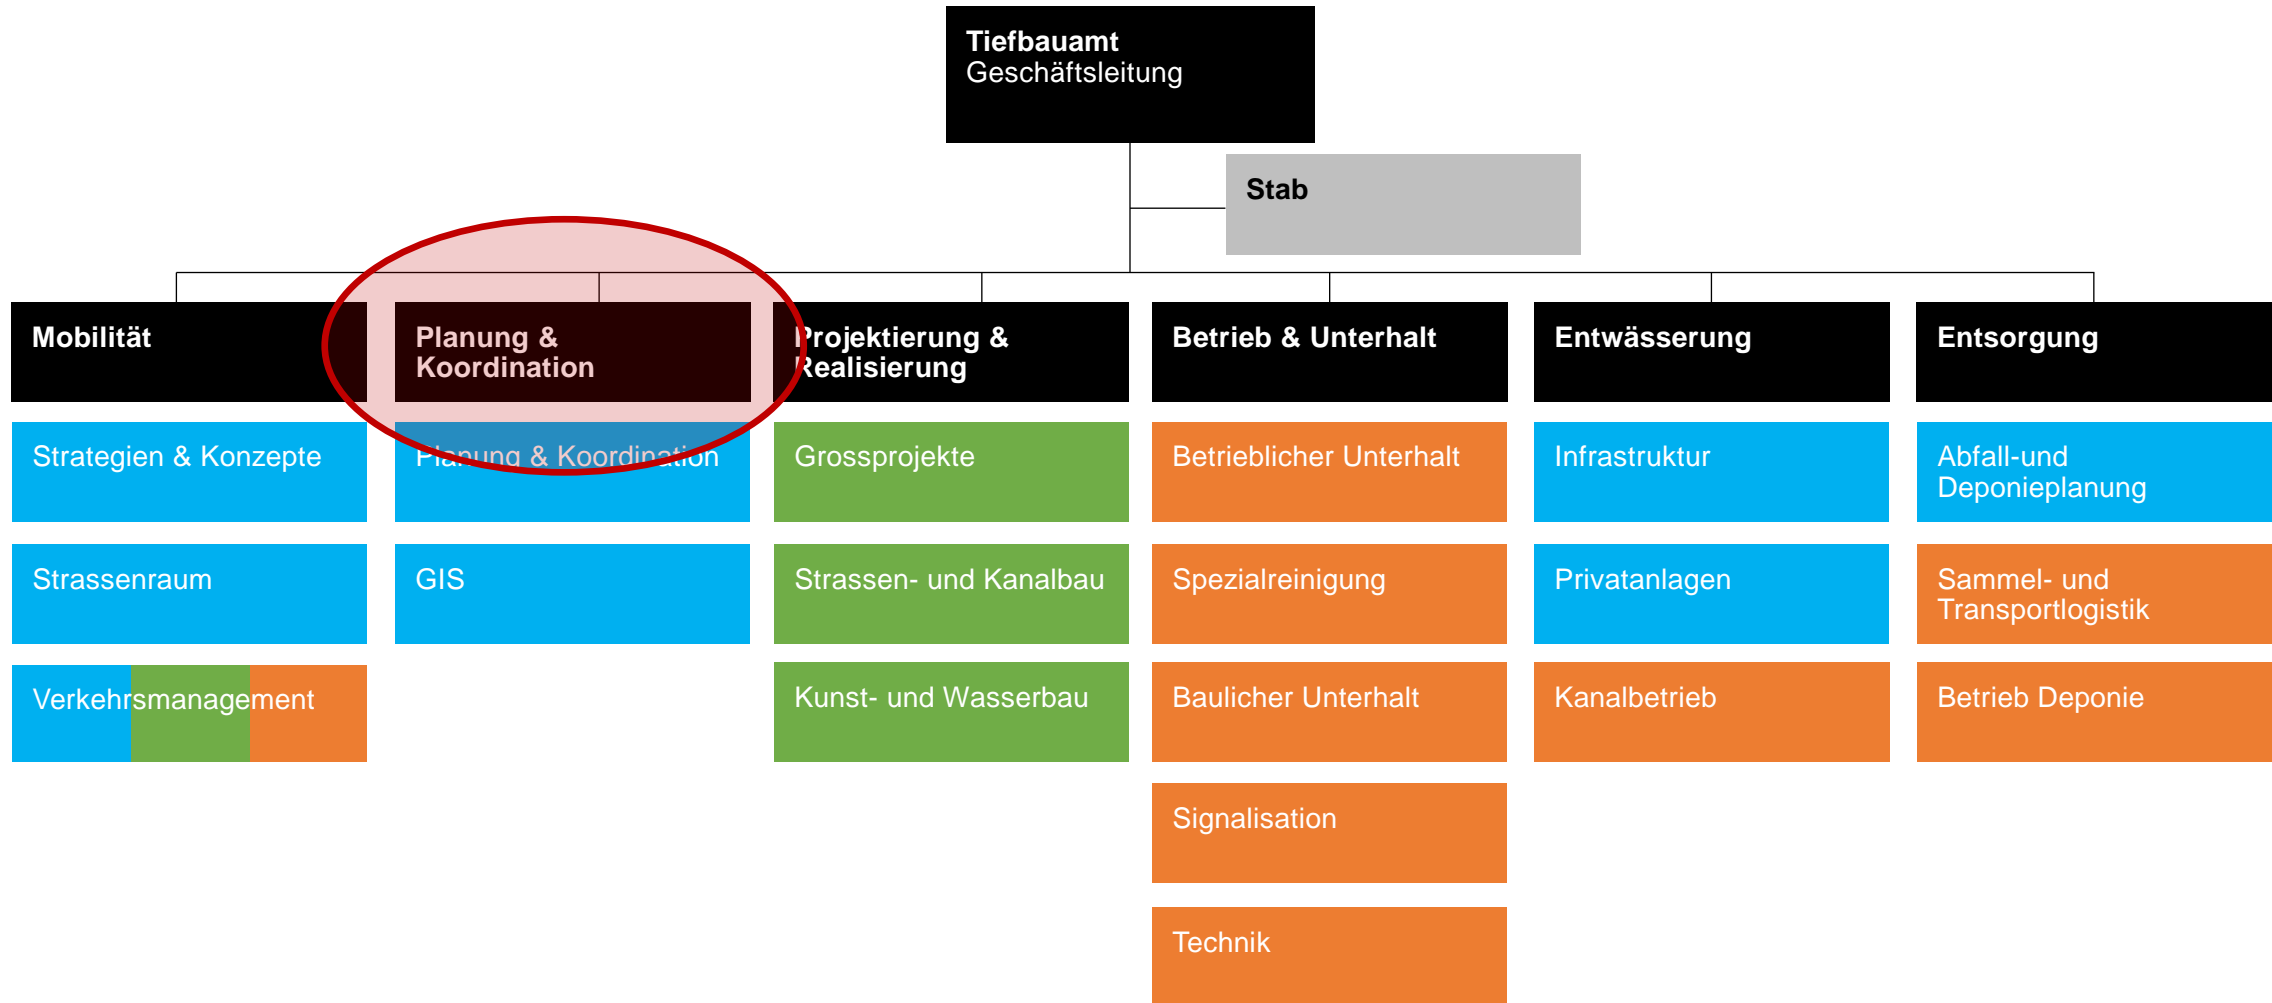 Tiefbauamt
Geschäftsleitung
Stab
Mobilität
Planung &
Koordination
Projektierung &
Realisierung
Betrieb & Unterhalt
Entwässerung
Entsorgung
Strategien & Konzepte
Planung & Koordination
Grossprojekte
Betrieblicher Unterhalt
Infrastruktur
Abfall-und
Deponieplanung
Strassenraum
GIS
Strassen- und Kanalbau
Spezialreinigung
Privatanlagen
Sammel- und
Transportlogistik
Verkehrsmanagement
Kunst- und Wasserbau
Baulicher Unterhalt
Kanalbetrieb
Betrieb Deponie
Signalisation
Technik